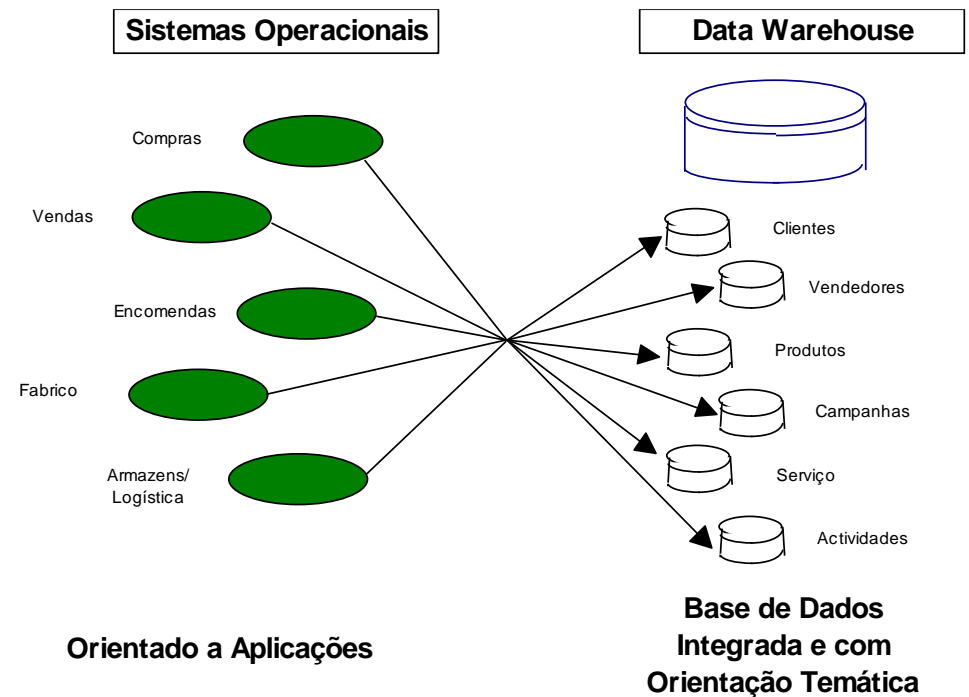 Sistemas Operacionais
Data Warehouse
Compras
Vendas
Encomendas
Fabrico
Armazens/
Logística
Clientes
Vendedores
Produtos
Campanhas
Serviço
Actividades
Orientado a Aplicações
Base de Dados
Integrada e com
Orientação Temática